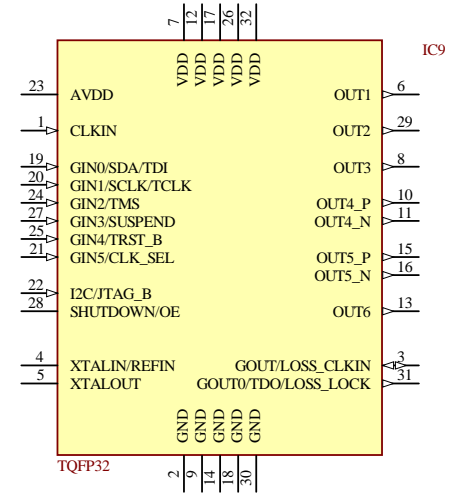 7 12 17 26 32
IC9
VDD VDD VDD VDD VDD
23 AVDD OUT1 6
1 CLKIN OUT2 29
19 GIN0/SDA/TDI OUT3 8
20 GIN1/SCLK/TCLK
24 GIN2/TMS OUT4_P 10
27 GIN3/SUSPEND OUT4_N 11
25 GIN4/TRST_B
21 GIN5/CLK_SEL OUT5_P 15
OUT5_N 16
22 I2C/JTAG_B
28 SHUTDOWN/OE OUT6 13
4 XTALIN/REFIN GOUT/LOSS_CLKIN 3
5 XTALOUT GOUT0/TDO/LOSS_LOCK 31
GND GND GND GND GND
TQFP32
2 9 14 18 30